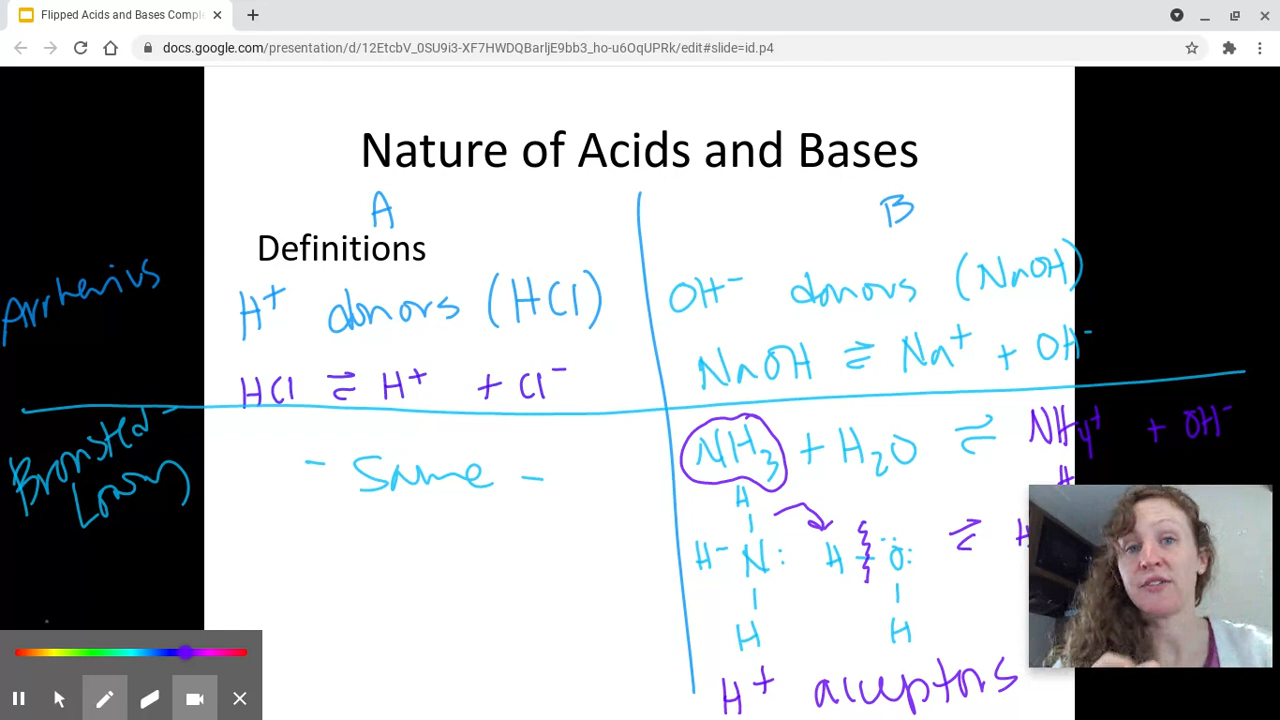 Flipped Acids and Bases Comple
docs.google.com/presentation/d/12EtcbV_0SU9i3-XF7HWDQBarljE9bb3_ho-u6OqUPRk/edit#slide=id.p4
Nature of Acids and Bases
A
B
Definitions
Arrhenius
H⁺ donors (HCl)
OH⁻ donors (NaOH)
HCl ⇌ H⁺ + Cl⁻
NaOH ⇌ Na⁺ + OH⁻
Bronsted-
Lowry
- Same -
NH₃ + H₂O ⇌ NH₄⁺ + OH⁻
H
H
H-N: H-O: ⇌ H
H H
H⁺ acceptors